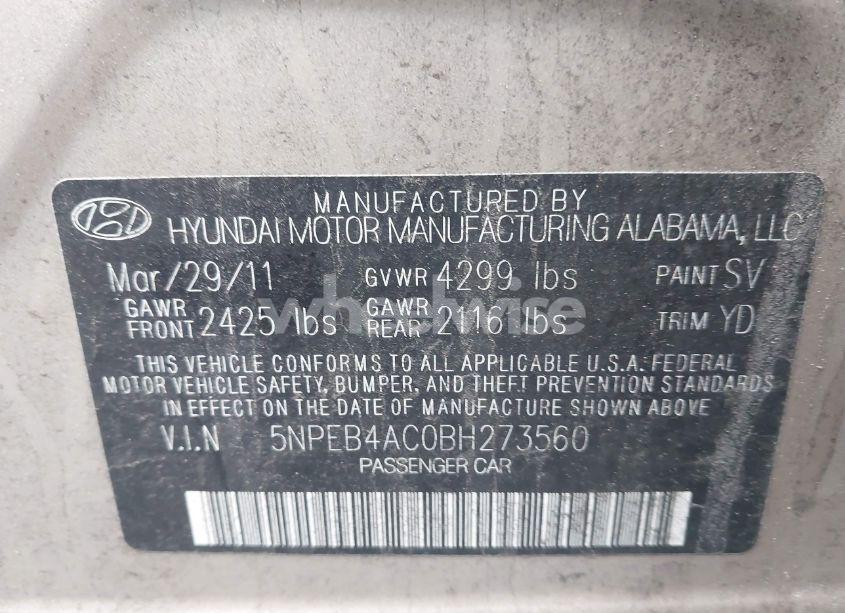 MANUFACTURED BY
HYUNDAI MOTOR MANUFACTURING ALABAMA, LLC
Mar/29/11 GVWR 4299 lbs PAINT SV
GAWR FRONT 2425 lbs GAWR REAR 2116 lbs TRIM YD
THIS VEHICLE CONFORMS TO ALL APPLICABLE U.S.A. FEDERAL
MOTOR VEHICLE SAFETY, BUMPER, AND THEFT PREVENTION STANDARDS
IN EFFECT ON THE DATE OF MANUFACTURE SHOWN ABOVE
V.I.N 5NPEB4AC0BH273560
PASSENGER CAR
wheelwise